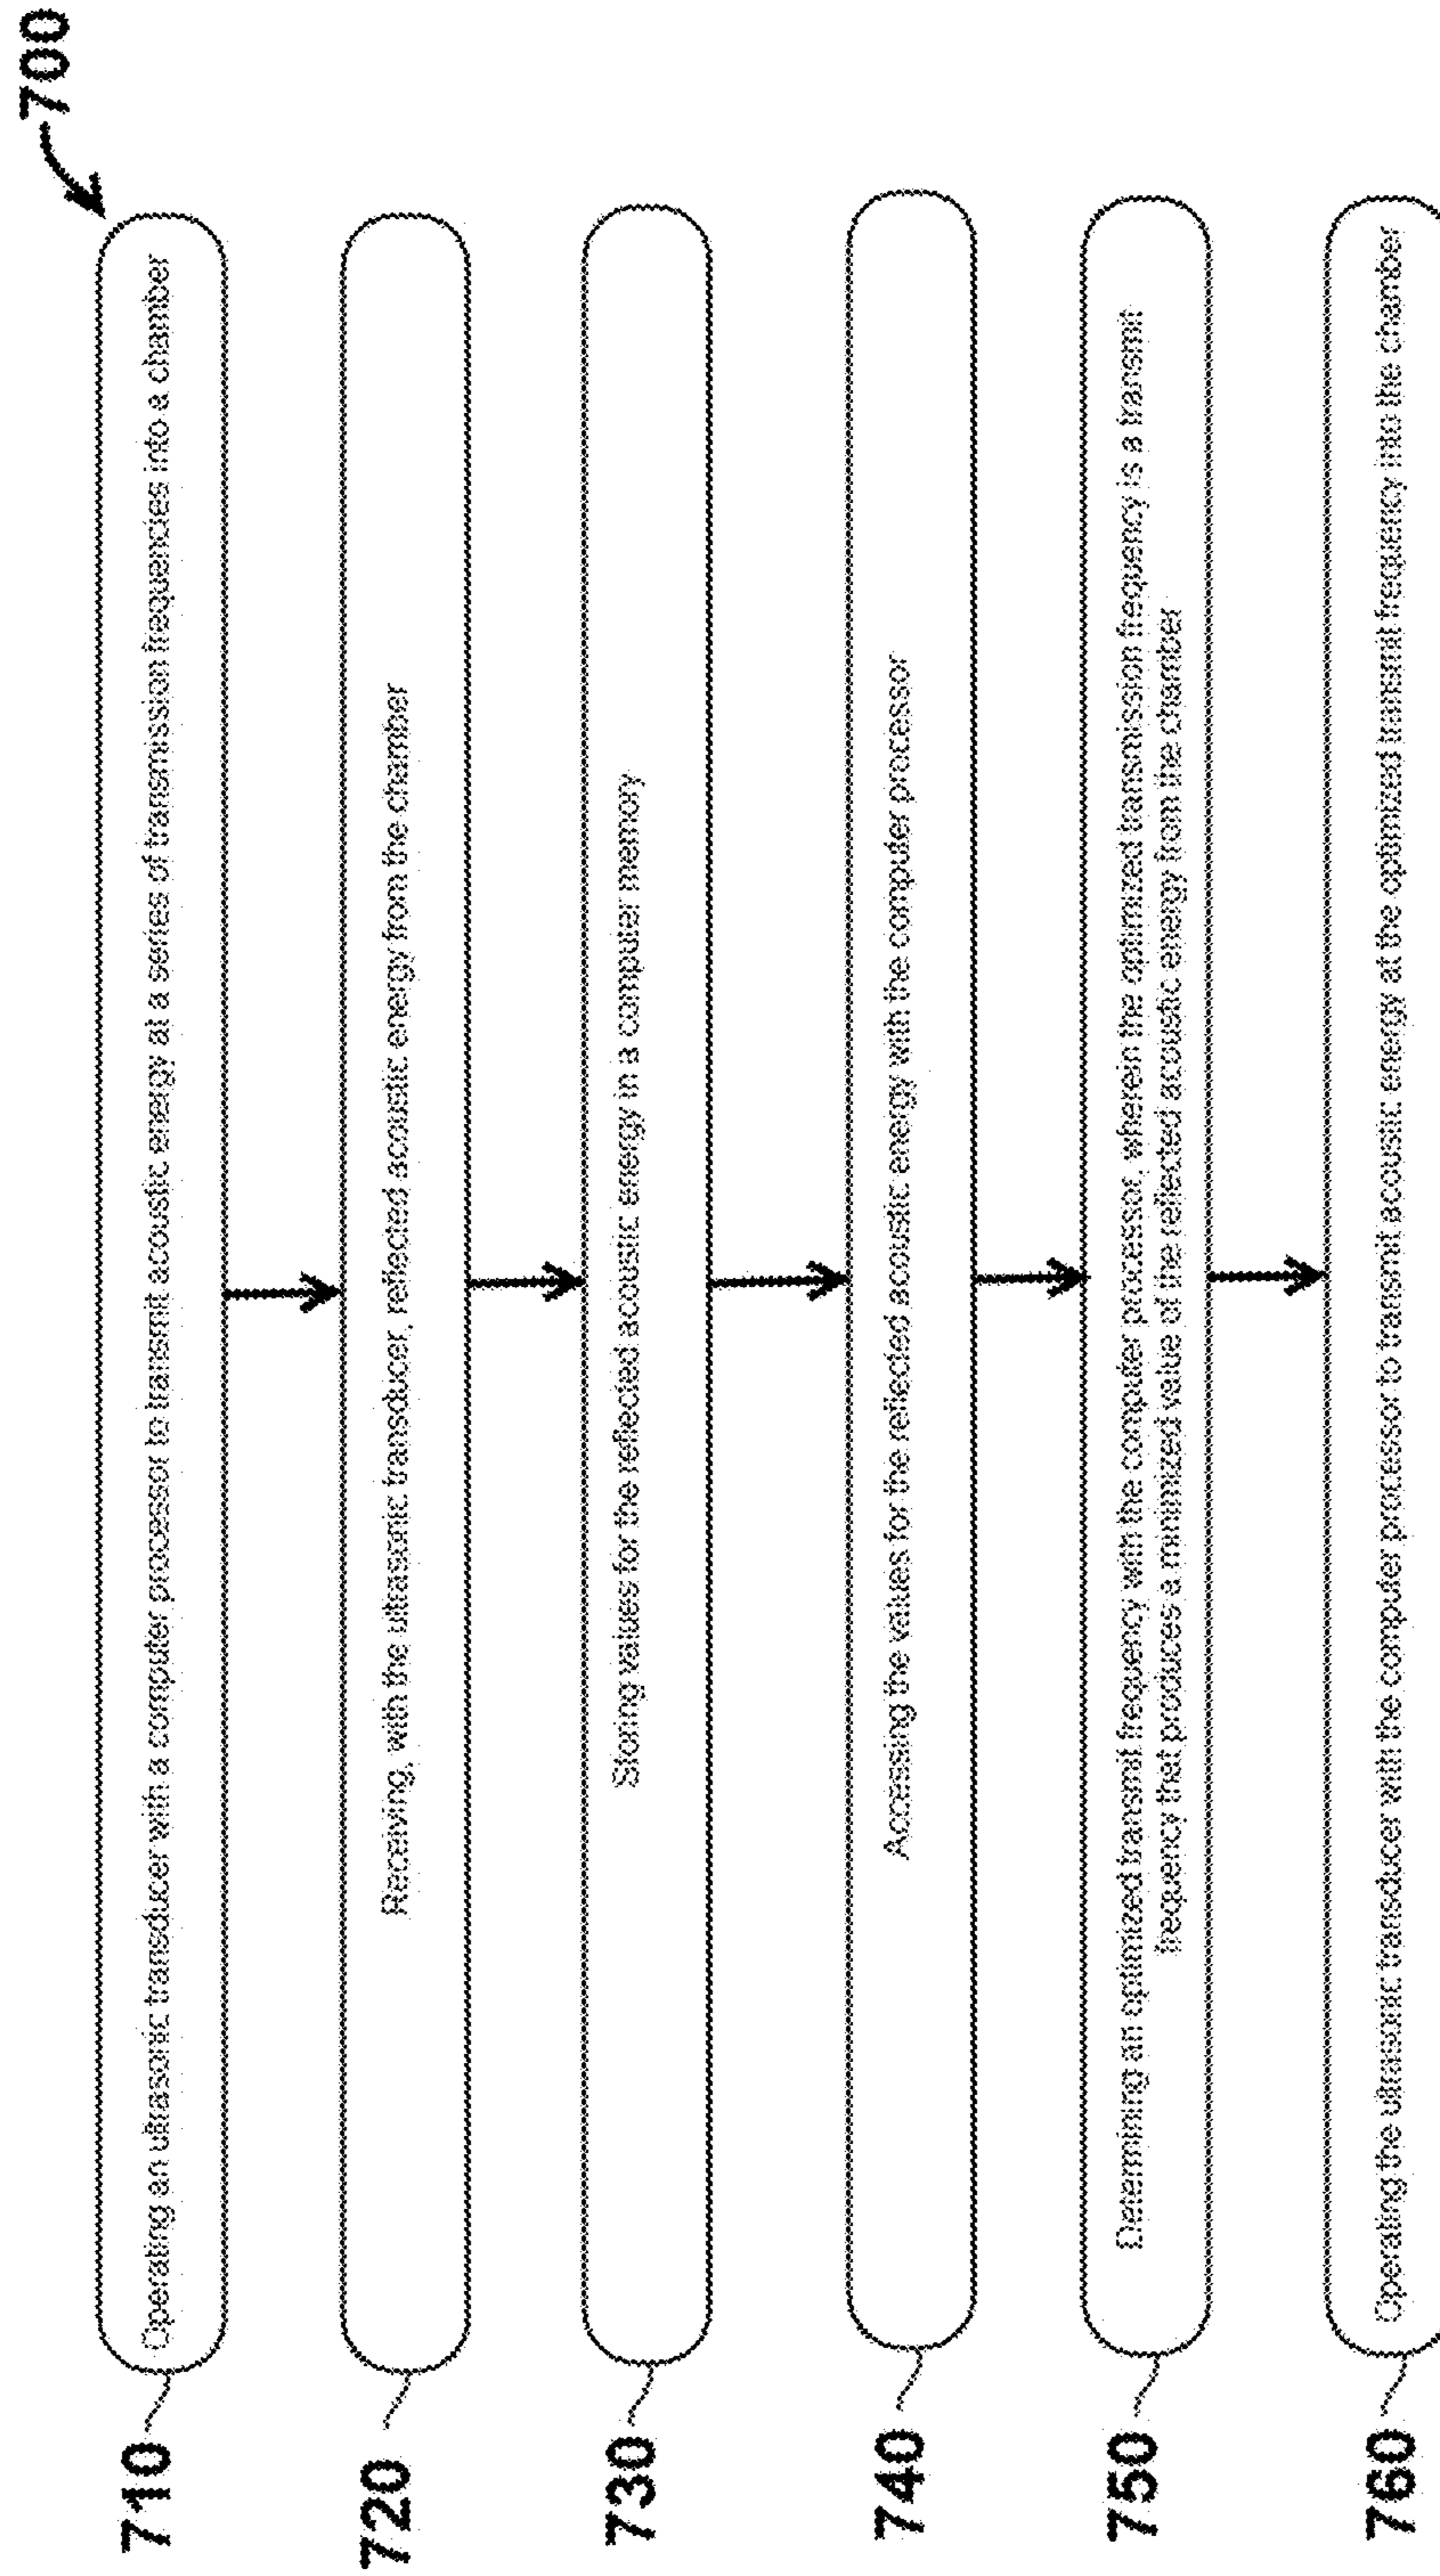 700
710
Operating an ultrasonic transducer with a computer processor to transmit acoustic energy at a series of transmission frequencies into a chamber
720
Receiving, with the ultrasonic transducer, reflected acoustic energy from the chamber
730
Storing values for the reflected acoustic energy in a computer memory
740
Accessing the values for the reflected acoustic energy with the computer processor
750
Determining an optimized transmit frequency with the computer processor, wherein the optimized transmission frequency is a transmit
frequency that produces a minimized value of the reflected acoustic energy from the chamber
760
Operating the ultrasonic transducer with the computer processor to transmit acoustic energy at the optimized transmit frequency into the chamber